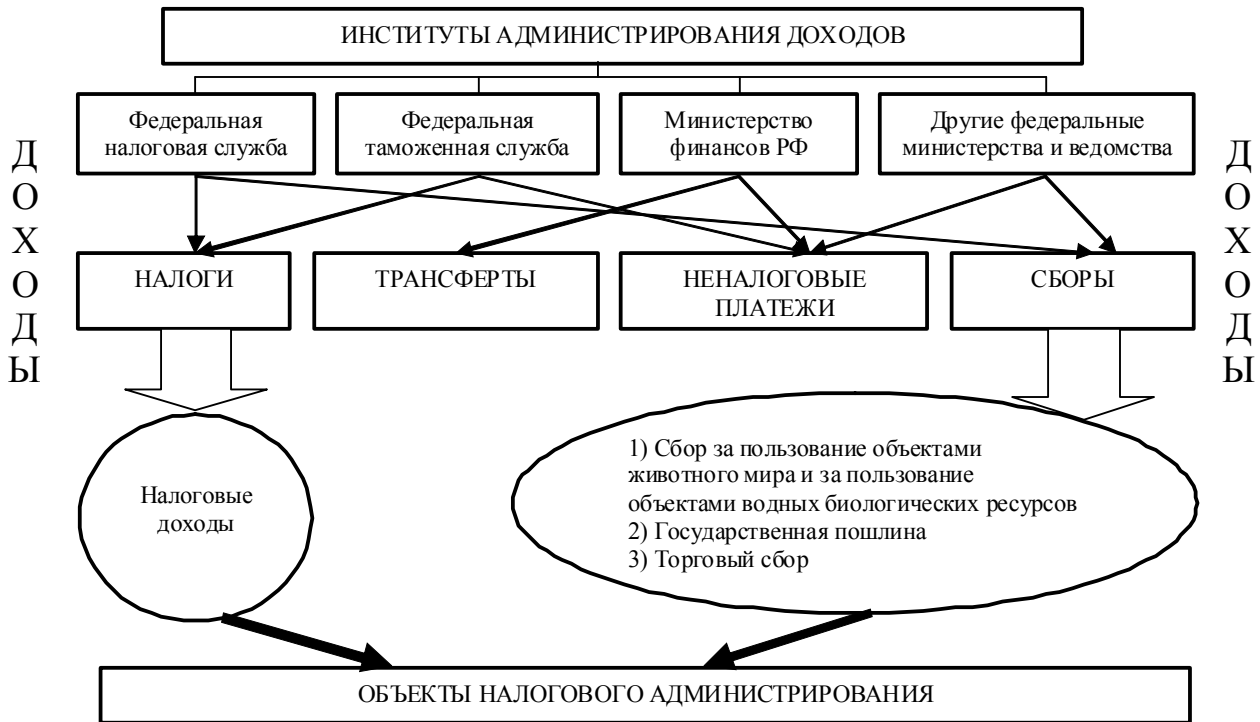 ИНСТИТУТЫ АДМИНИСТРИРОВАНИЯ ДОХОДОВ
Федеральная
налоговая служба
Федеральная
таможенная служба
Министерство
финансов РФ
Другие федеральные
министерства и ведомства
ДОХОДЫ
НАЛОГИ
ТРАНСФЕРТЫ
НЕНАЛОГОВЫЕ
ПЛАТЕЖИ
СБОРЫ
ДОХОДЫ
Налоговые
доходы
1) Сбор за пользование объектами
животного мира и за пользование
объектами водных биологических ресурсов
2) Государственная пошлина
3) Торговый сбор
ОБЪЕКТЫ НАЛОГОВОГО АДМИНИСТРИРОВАНИЯ